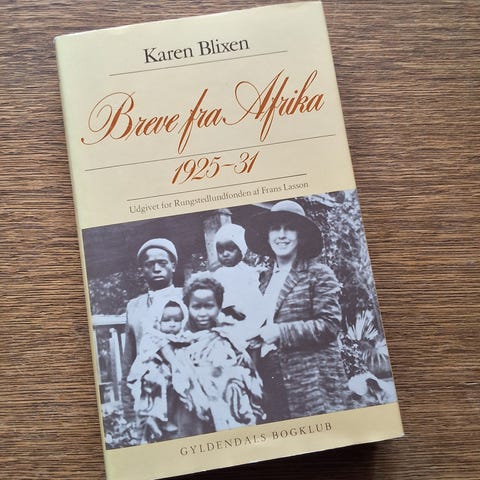 Karen Blixen
Breve fra Afrika
1925-31
Udgivet for Rungstedlundfonden af Frans Lasson
GYLDENDALS BOGKLUB